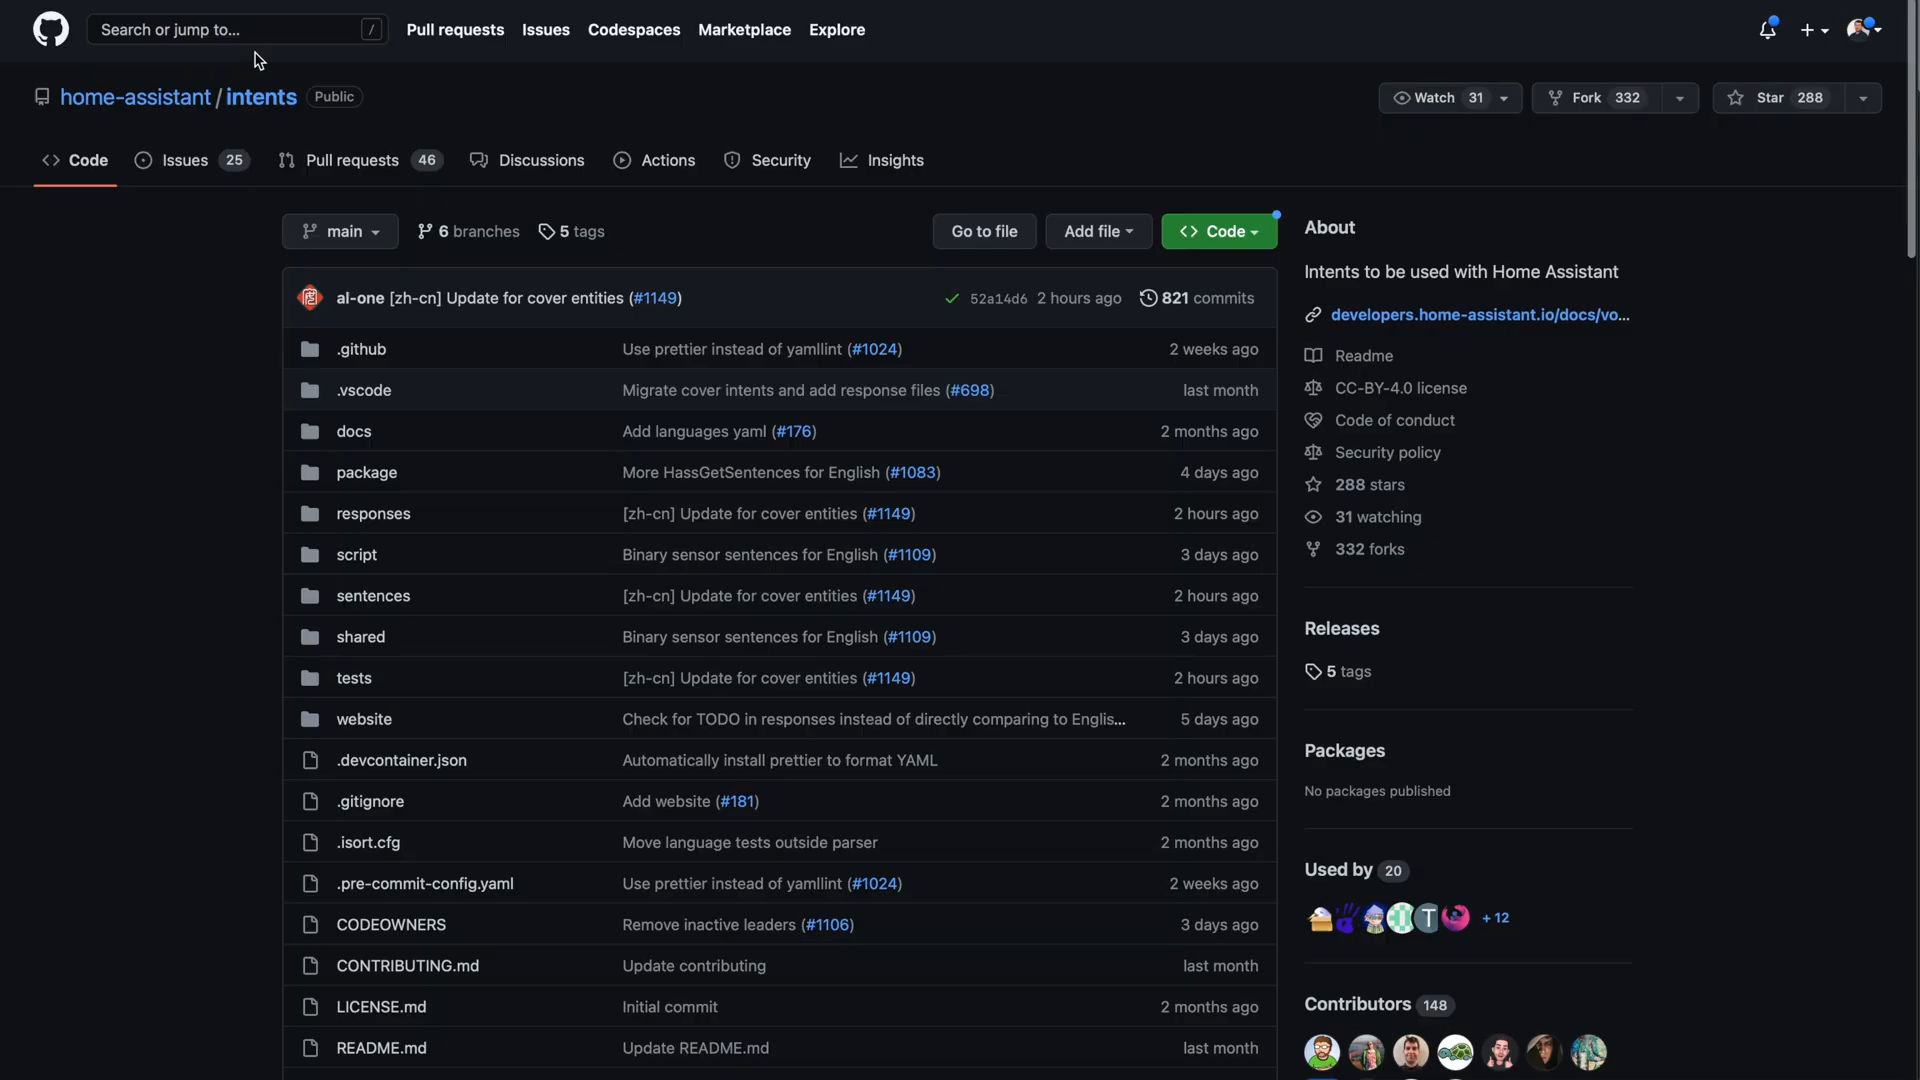 Search or jump to... /
Pull requests Issues Codespaces Marketplace Explore
home-assistant / intents Public
Watch 31 Fork 332 Star 288
Code Issues 25 Pull requests 46 Discussions Actions Security Insights
main 6 branches 5 tags Go to file Add file Code
al-one [zh-cn] Update for cover entities (#1149) 52a14d6 2 hours ago 821 commits
.github Use prettier instead of yamllint (#1024) 2 weeks ago
.vscode Migrate cover intents and add response files (#698) last month
docs Add languages yaml (#176) 2 months ago
package More HassGetSentences for English (#1083) 4 days ago
responses [zh-cn] Update for cover entities (#1149) 2 hours ago
script Binary sensor sentences for English (#1109) 3 days ago
sentences [zh-cn] Update for cover entities (#1149) 2 hours ago
shared Binary sensor sentences for English (#1109) 3 days ago
tests [zh-cn] Update for cover entities (#1149) 2 hours ago
website Check for TODO in responses instead of directly comparing to Englis... 5 days ago
.devcontainer.json Automatically install prettier to format YAML 2 months ago
.gitignore Add website (#181) 2 months ago
.isort.cfg Move language tests outside parser 2 months ago
.pre-commit-config.yaml Use prettier instead of yamllint (#1024) 2 weeks ago
CODEOWNERS Remove inactive leaders (#1106) 3 days ago
CONTRIBUTING.md Update contributing last month
LICENSE.md Initial commit 2 months ago
README.md Update README.md last month
About
Intents to be used with Home Assistant
developers.home-assistant.io/docs/vo...
Readme
CC-BY-4.0 license
Code of conduct
Security policy
288 stars
31 watching
332 forks
Releases
5 tags
Packages
No packages published
Used by 20
T + 12
Contributors 148